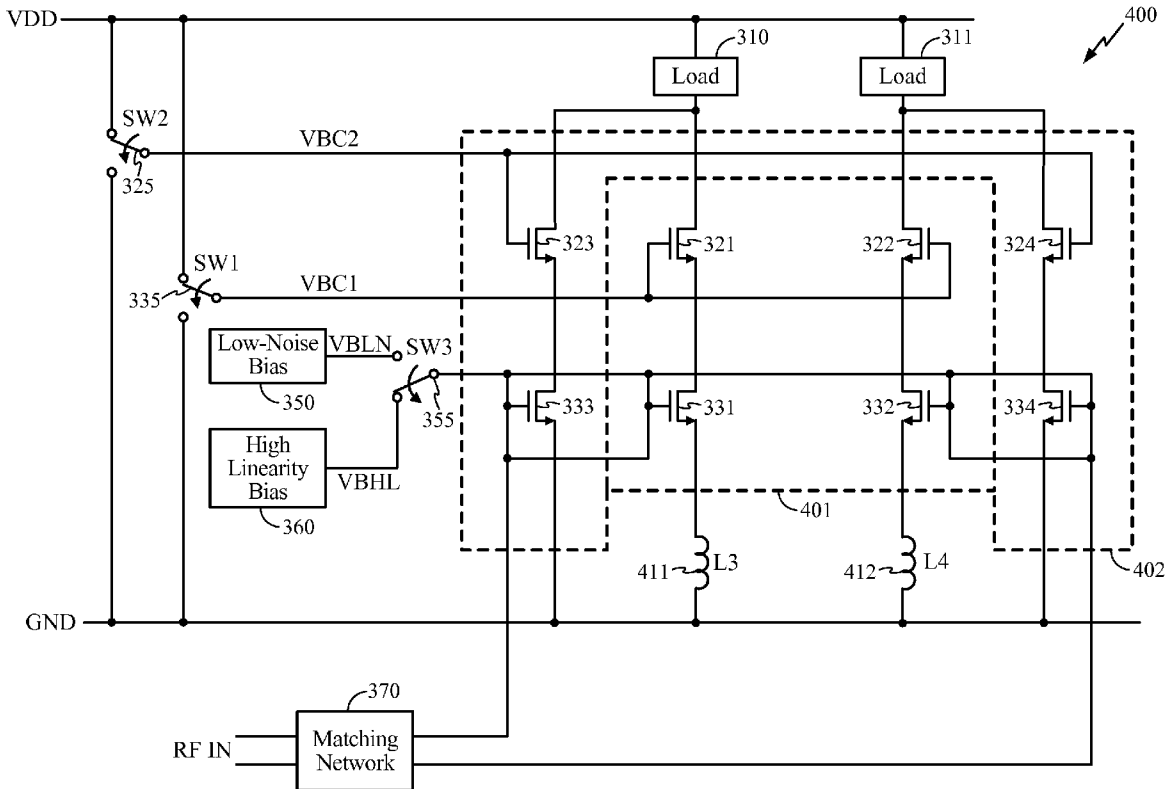 VDD
310
311
400
Load
Load
SW2
VBC2
325
323
321
322
324
SW1
335
VBC1
Low-Noise
Bias
VBLN
SW3
350
355
333
331
332
334
High
Linearity
Bias
VBHL
360
401
411
L3
412
L4
402
GND
370
RF IN
Matching
Network